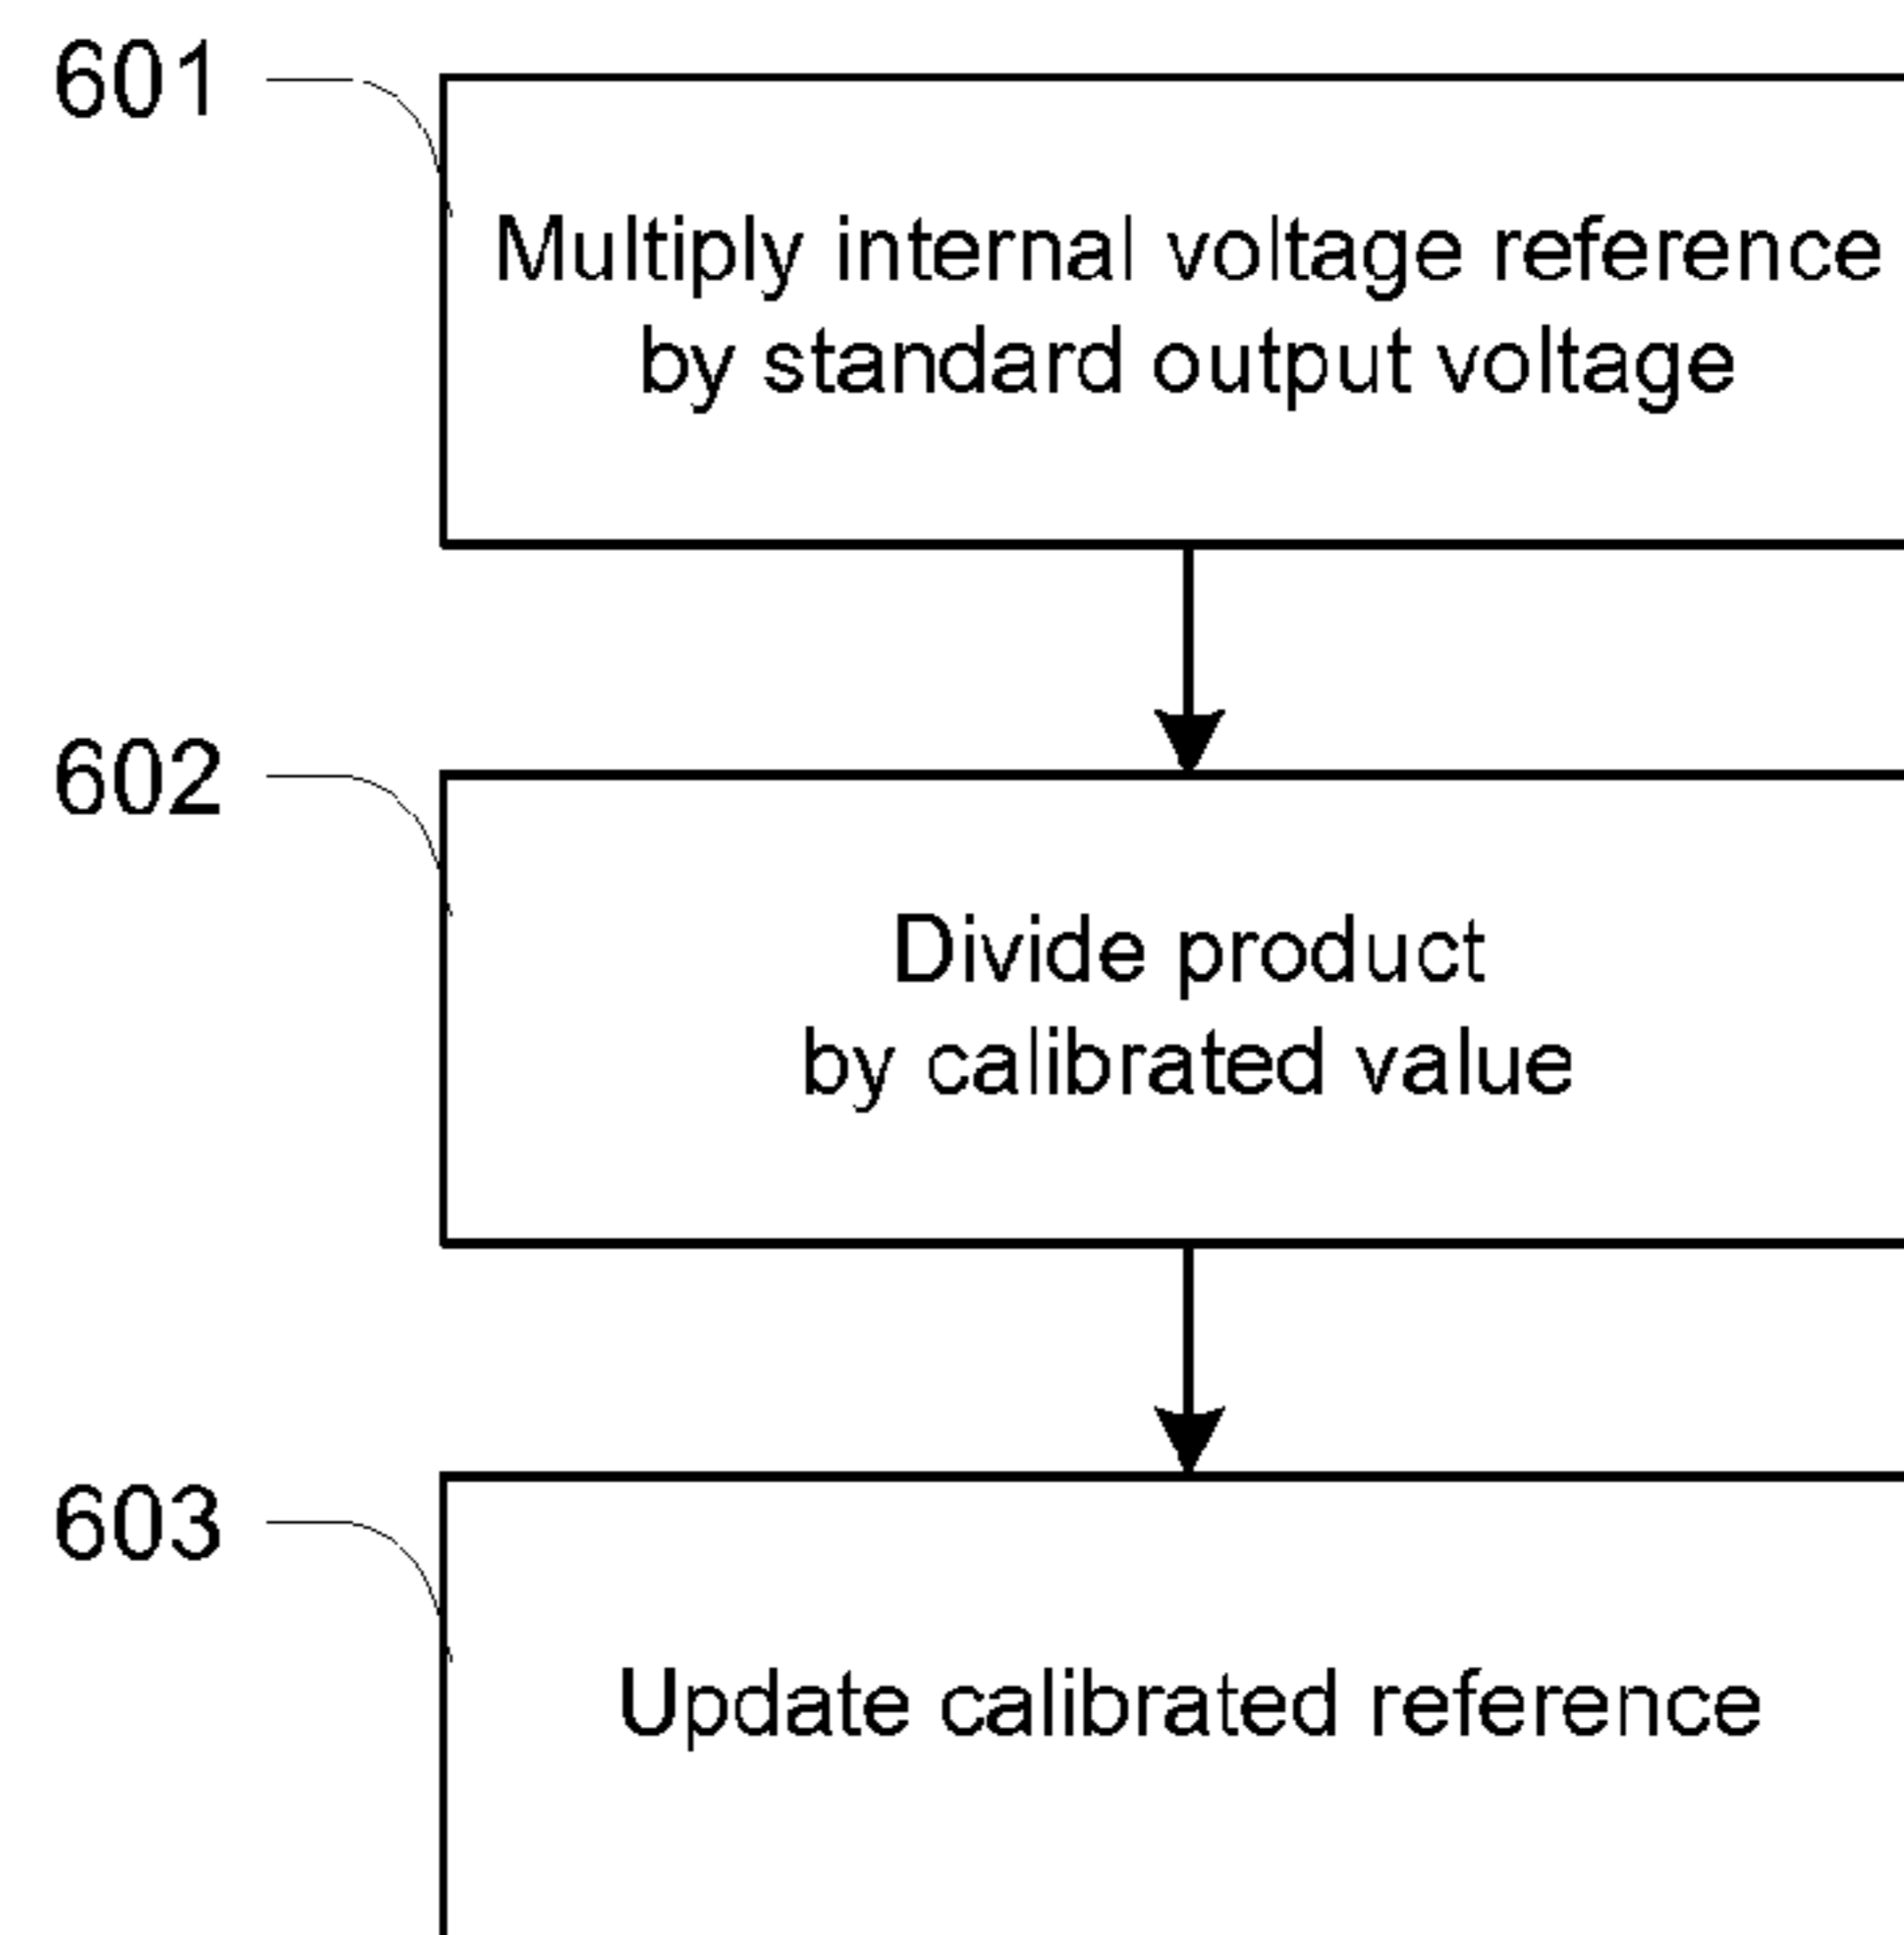 601
Multiply internal voltage reference
by standard output voltage
602
Divide product
by calibrated value
603
Update calibrated reference